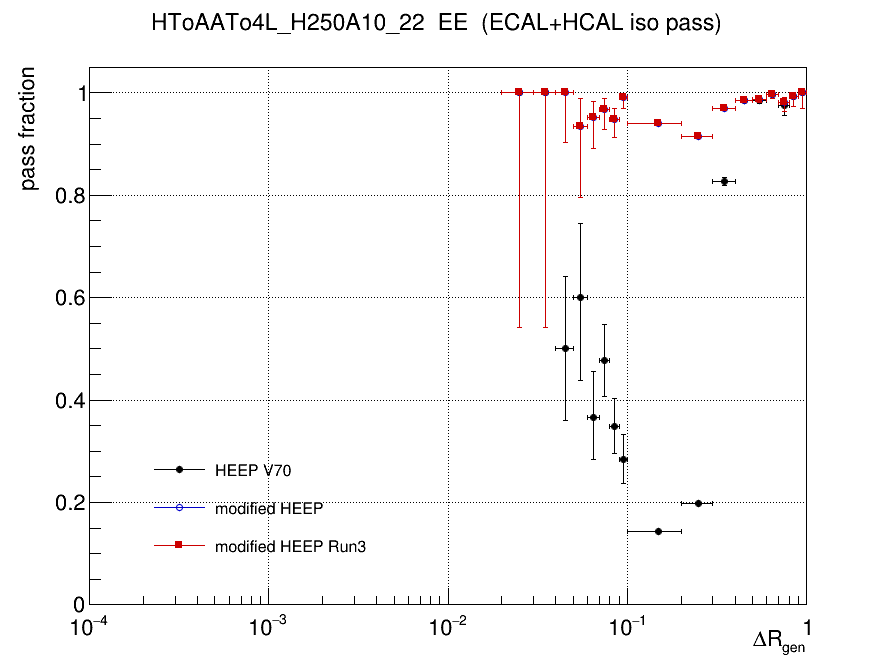 HToAATo4L_H250A10_22 EE (ECAL+HCAL iso pass)
pass fraction
1
0.8
0.6
0.4
0.2
0
HEEP V70
modified HEEP
modified HEEP Run3
10⁻⁴ 10⁻³ 10⁻² 10⁻¹ 1
ΔR_gen